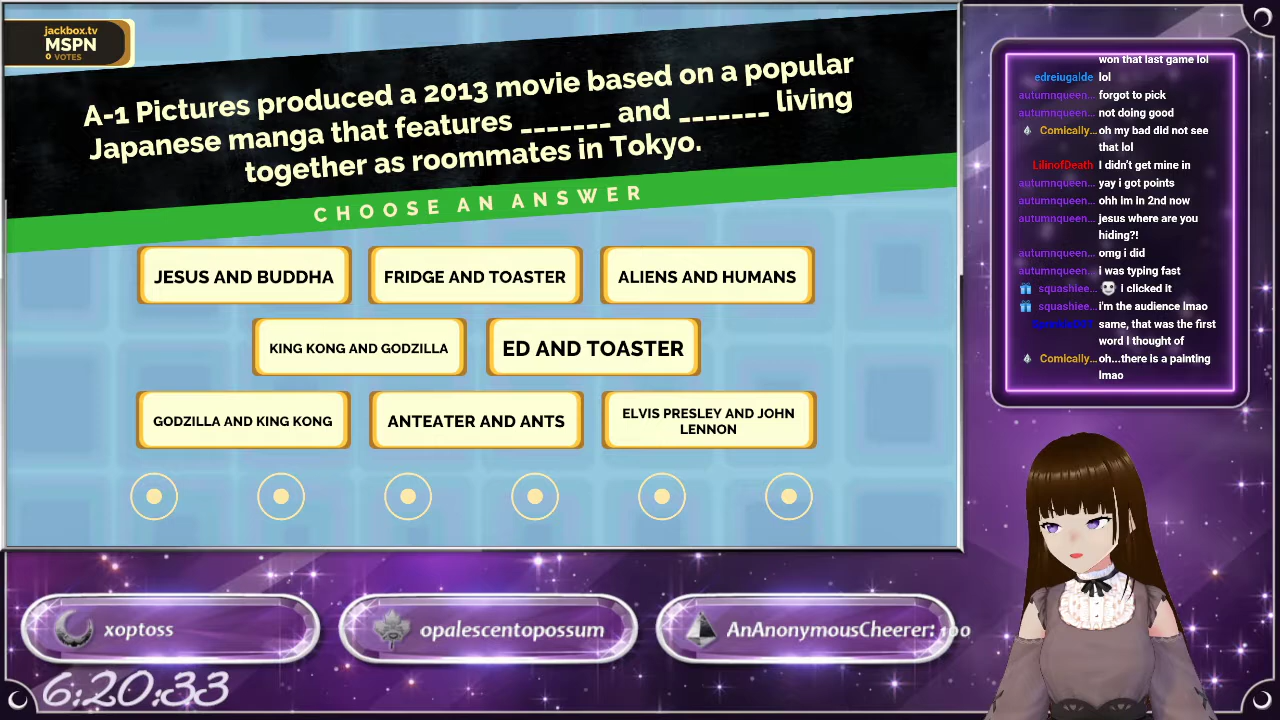 jackbox.tv
MSPN
0 VOTES
A-1 Pictures produced a 2013 movie based on a popular
Japanese manga that features _______ and _______ living
together as roommates in Tokyo.
CHOOSE AN ANSWER
JESUS AND BUDDHA
FRIDGE AND TOASTER
ALIENS AND HUMANS
KING KONG AND GODZILLA
ED AND TOASTER
GODZILLA AND KING KONG
ANTEATER AND ANTS
ELVIS PRESLEY AND JOHN
LENNON
won that last game lol
edreiugalde lol
autumnqueen... forgot to pick
autumnqueen... not doing good
Comically... oh my bad did not see
that lol
LilinofDeath I didn't get mine in
autumnqueen... yay i got points
autumnqueen... ohh im in 2nd now
autumnqueen... jesus where are you
hiding?!
autumnqueen... omg i did
autumnqueen... i was typing fast
squashiee... I clicked it
squashiee... i'm the audience lmao
same, that was the first
word I thought of
Comically... oh...there is a painting
lmao
xoptoss
opalescentopossum
AnAnonymousCheerer: 100
6:20:33